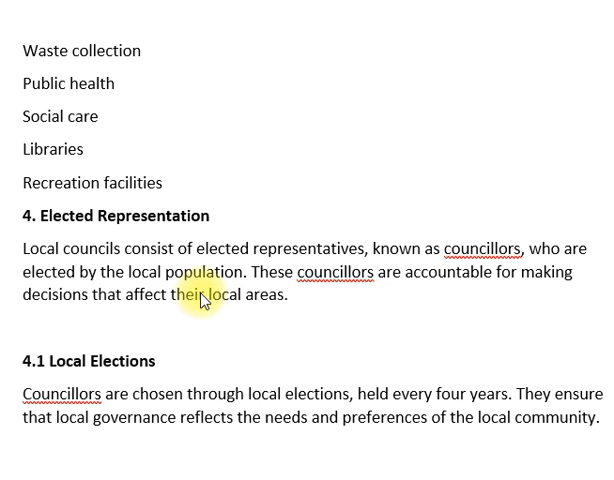 Waste collection
Public health
Social care
Libraries
Recreation facilities
4. Elected Representation
Local councils consist of elected representatives, known as councillors, who are
elected by the local population. These councillors are accountable for making
decisions that affect their local areas.
4.1 Local Elections
Councillors are chosen through local elections, held every four years. They ensure
that local governance reflects the needs and preferences of the local community.